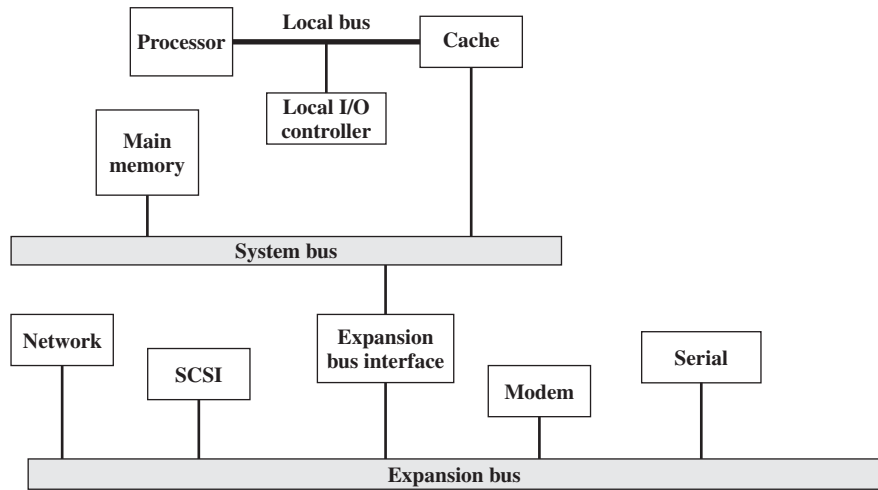 Local bus
Processor
Cache
Local I/O
controller
Main
memory
System bus
Network
Expansion
bus interface
Serial
SCSI
Modem
Expansion bus